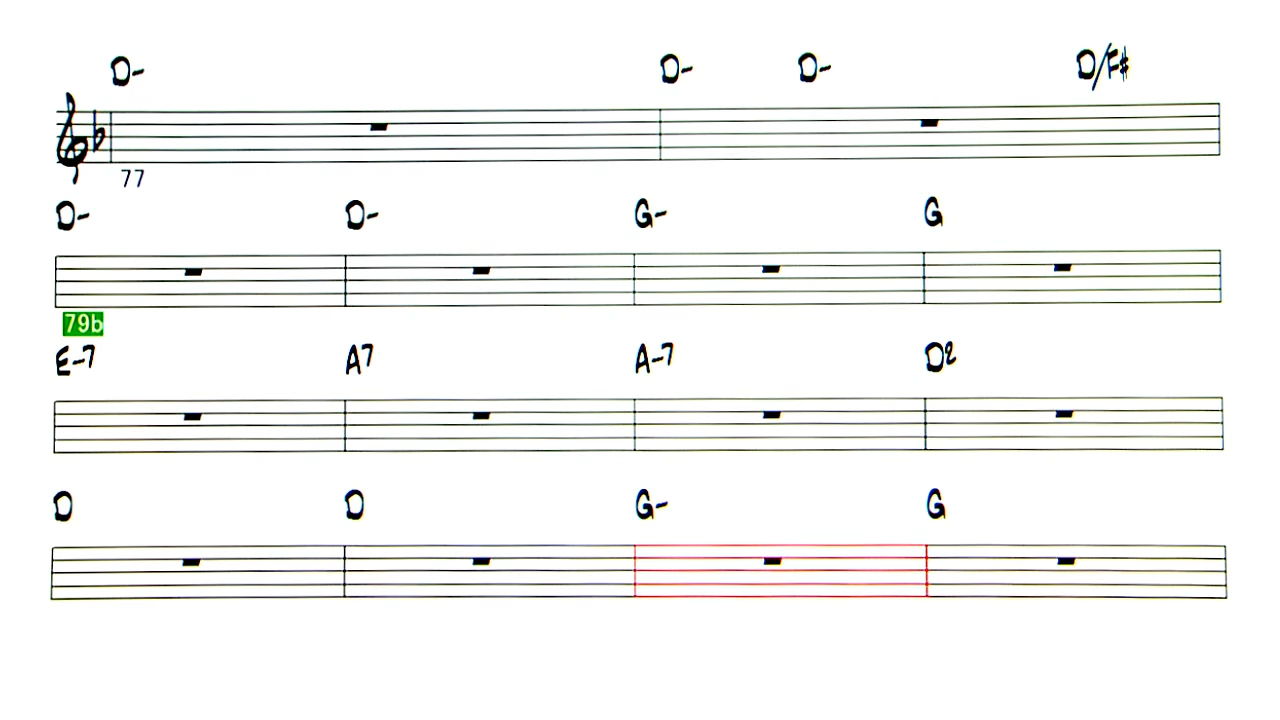 D- D- D- D/F#
77
D- D- G- G
79b
E-7 A7 A-7 D2
D D G- G